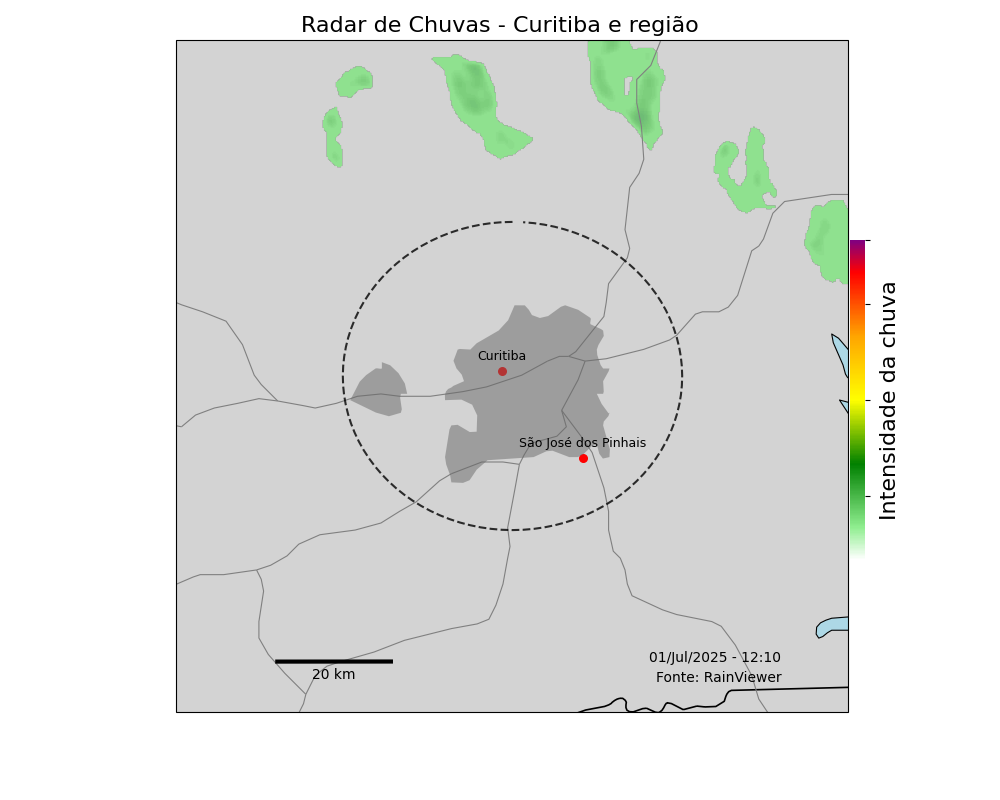 Radar de Chuvas - Curitiba e região
Curitiba
São José dos Pinhais
Intensidade da chuva
01/Jul/2025 - 12:10
20 km
Fonte: RainViewer